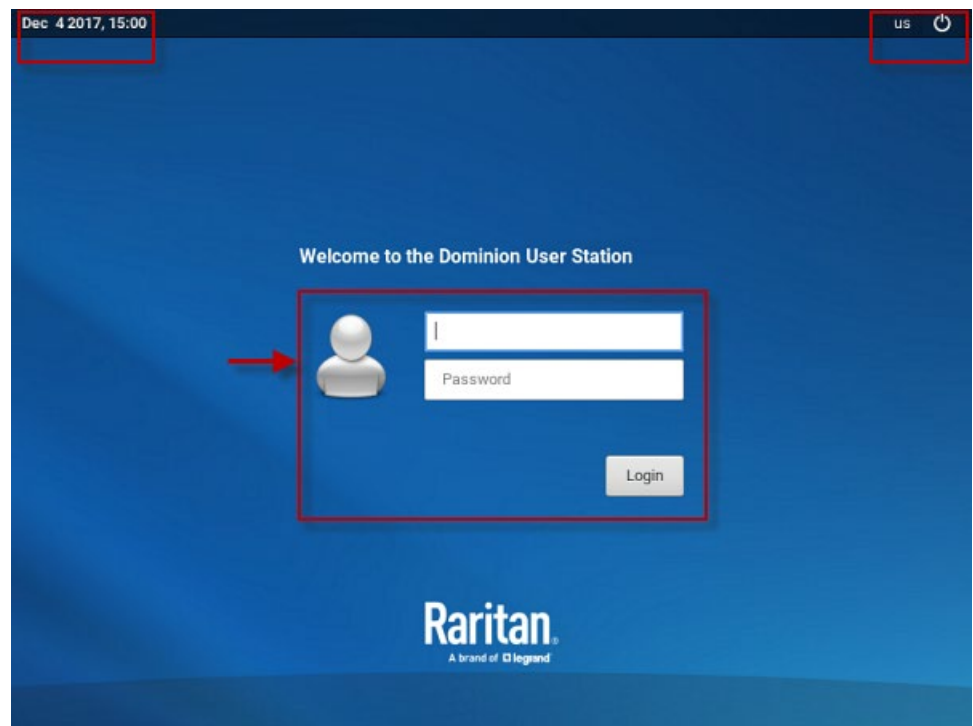 Dec 4 2017, 15:00
us
Welcome to the Dominion User Station
Password
Login
Raritan®
A brand of legrand